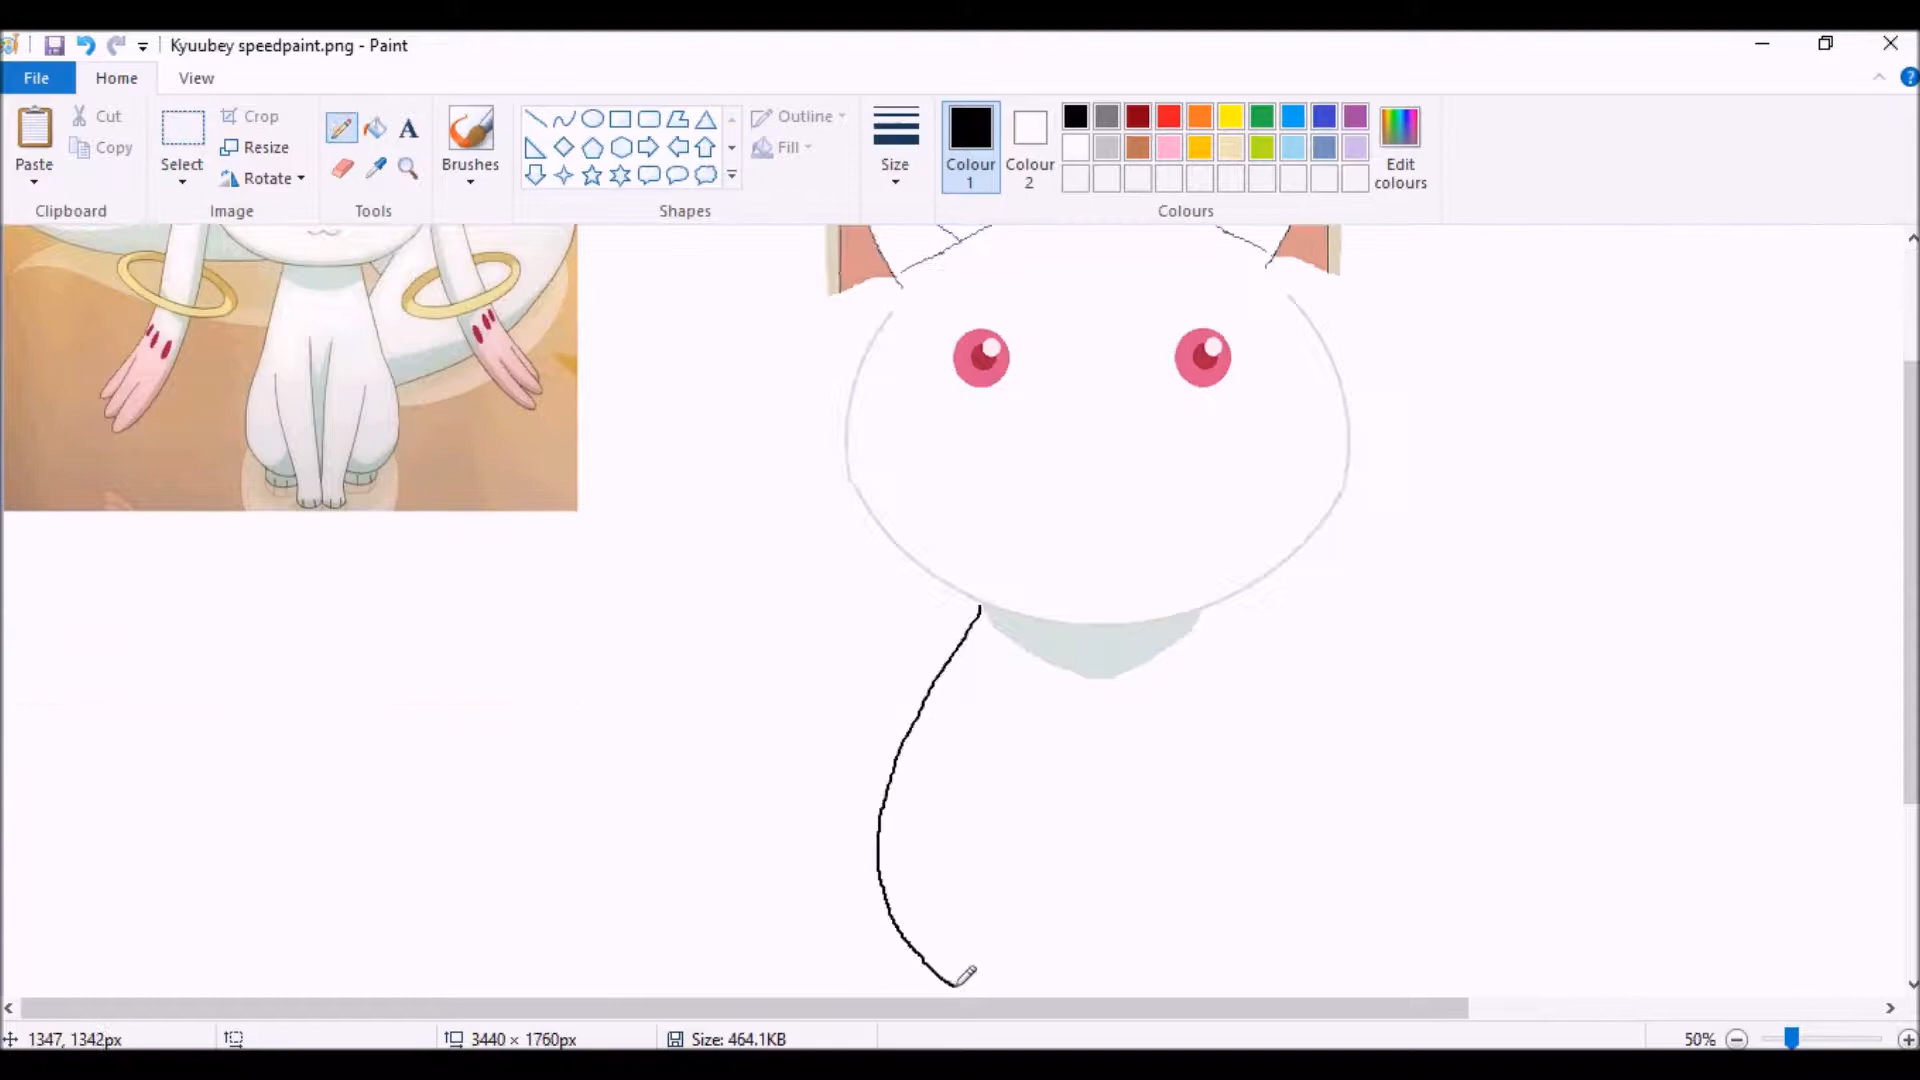 Kyuubey speedpaint.png - Paint
File Home View
Paste
Cut
Copy
Clipboard
Select
Crop
Resize
Rotate
Image
Tools
Brushes
Shapes
Outline
Fill
Size
Colour 1
Colour 2
Edit colours
Colours
1347, 1342px
3440 × 1760px
Size: 464.1KB
50%